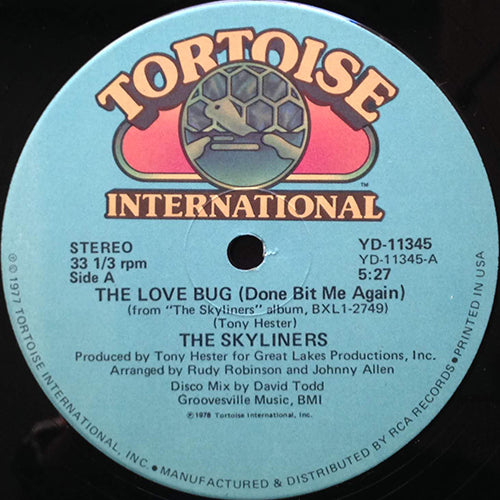 TORTOISE
INTERNATIONAL
TM
STEREO
33 1/3 rpm
Side A
YD-11345
YD-11345-A
5:27
THE LOVE BUG (Done Bit Me Again)
(from "The Skyliners" album, BXL1-2749)
(Tony Hester)
THE SKYLINERS
Produced by Tony Hester for Great Lakes Productions, Inc.
Arranged by Rudy Robinson and Johnny Allen
Disco Mix by David Todd
Groovesville Music, BMI
℗ 1978 Tortoise International, Inc.
℗ © 1977 TORTOISE INTERNATIONAL, INC. • MANUFACTURED & DISTRIBUTED BY RCA RECORDS • PRINTED IN USA